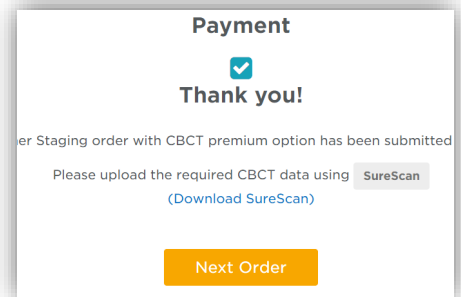 Payment
Thank you!
er Staging order with CBCT premium option has been submitted
Please upload the required CBCT data using SureScan
(Download SureScan)
Next Order